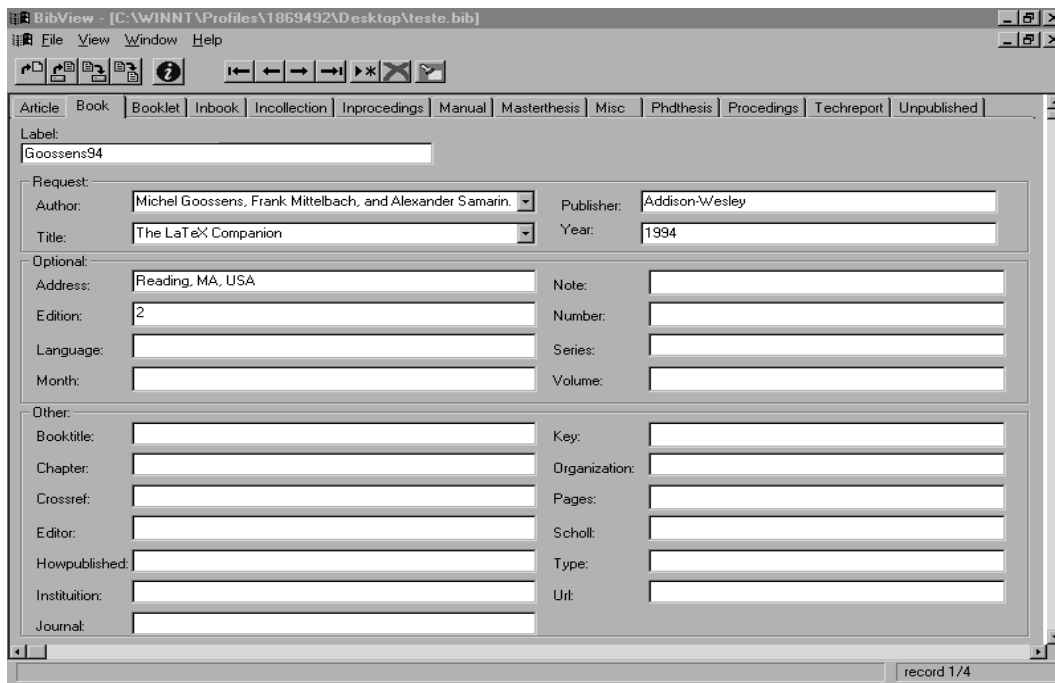 BibView - [C:\WINNT\Profiles\1869492\Desktop\teste.bib]
File View Window Help
Article Book Booklet Inbook Incollection Inprocedings Manual Masterthesis Misc Phdthesis Procedings Techreport Unpublished
Label:
Goossens94
Request:
Author: Michel Goossens, Frank Mittelbach, and Alexander Samarin. Publisher: Addison-Wesley
Title: The LaTeX Companion Year: 1994
Optional:
Address: Reading, MA, USA Note:
Edition: 2 Number:
Language: Series:
Month: Volume:
Other:
Booktitle: Key:
Chapter: Organization:
Crossref: Pages:
Editor: Scholl:
Howpublished: Type:
Instituition: Url:
Journal:
record 1/4